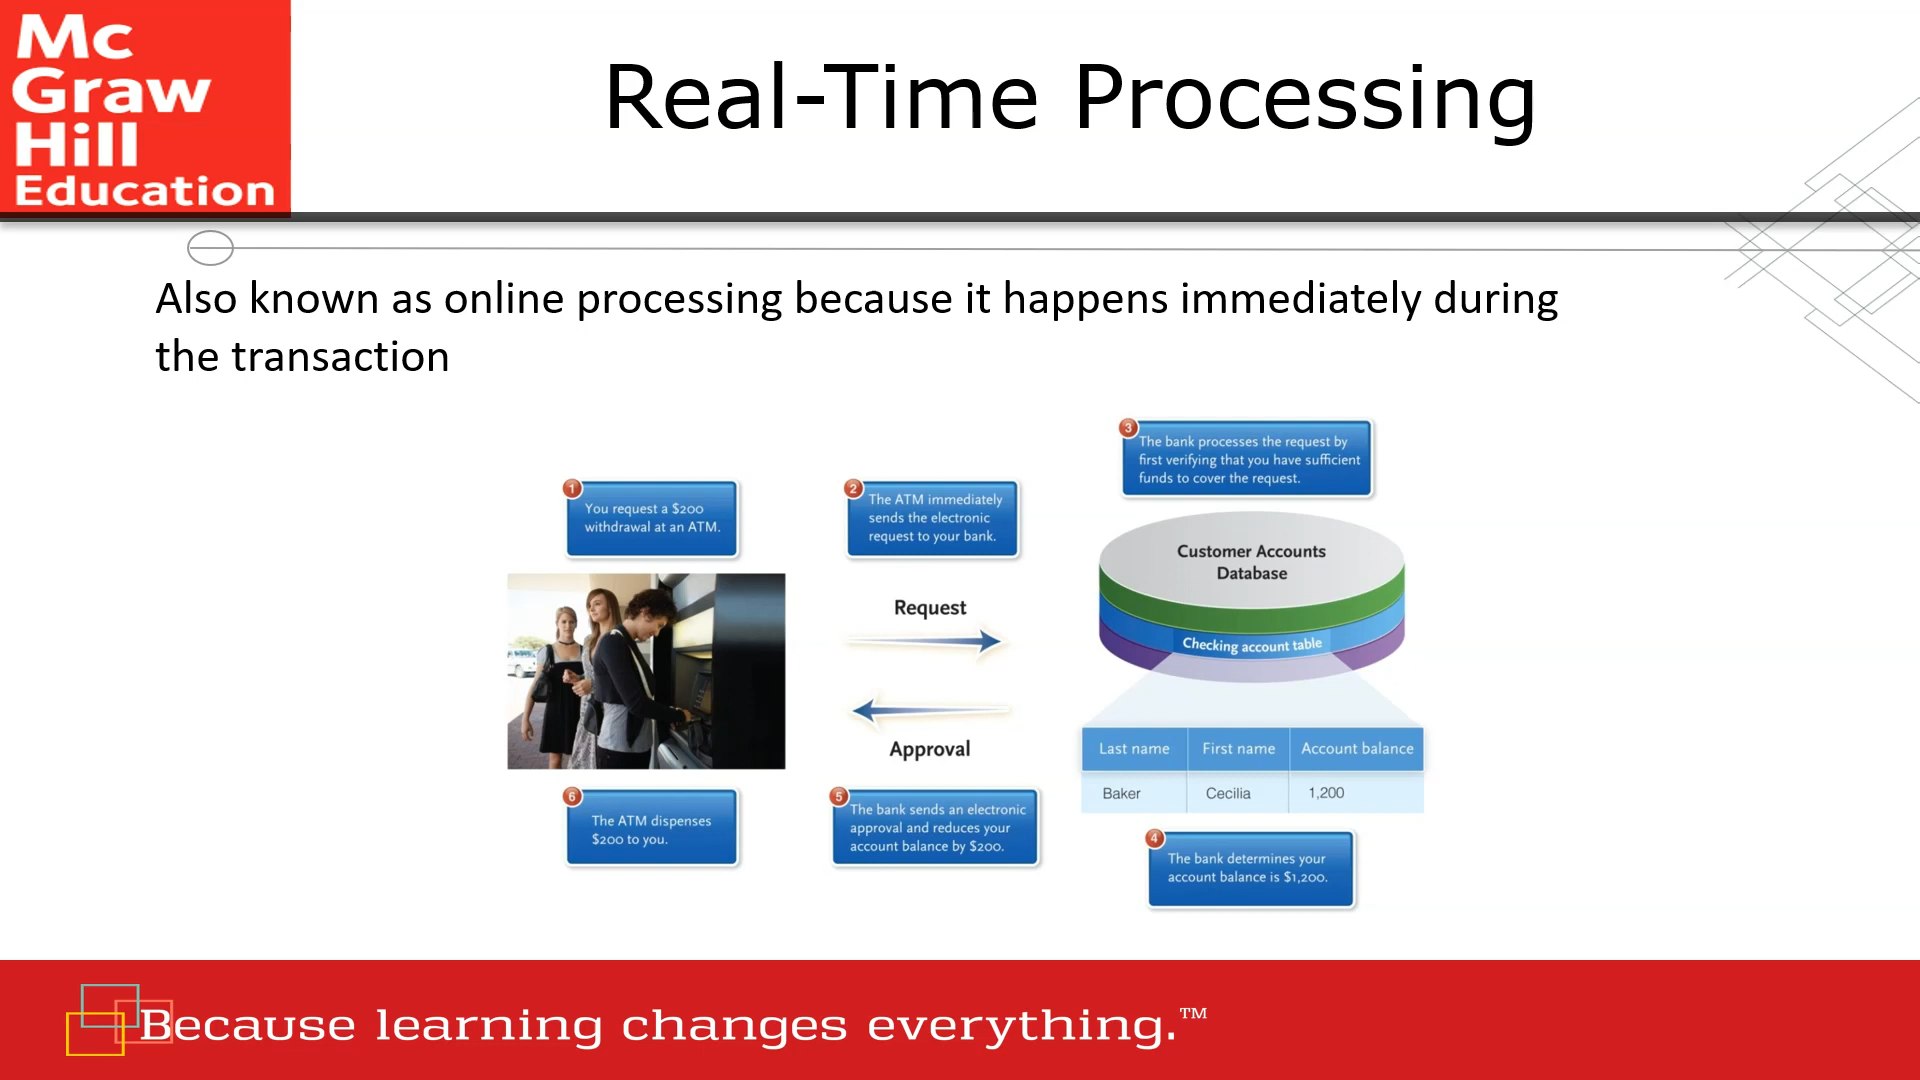 Mc
Graw
Hill
Education
Real-Time Processing
Also known as online processing because it happens immediately during
the transaction
1
You request a $200
withdrawal at an ATM.
2
The ATM immediately
sends the electronic
request to your bank.
3
The bank processes the request by
first verifying that you have sufficient
funds to cover the request.
Customer Accounts
Database
Checking account table
Request
Approval
Last name First name Account balance
Baker Cecilia 1,200
4
The bank determines your
account balance is $1,200.
5
The bank sends an electronic
approval and reduces your
account balance by $200.
6
The ATM dispenses
$200 to you.
Because learning changes everything.™